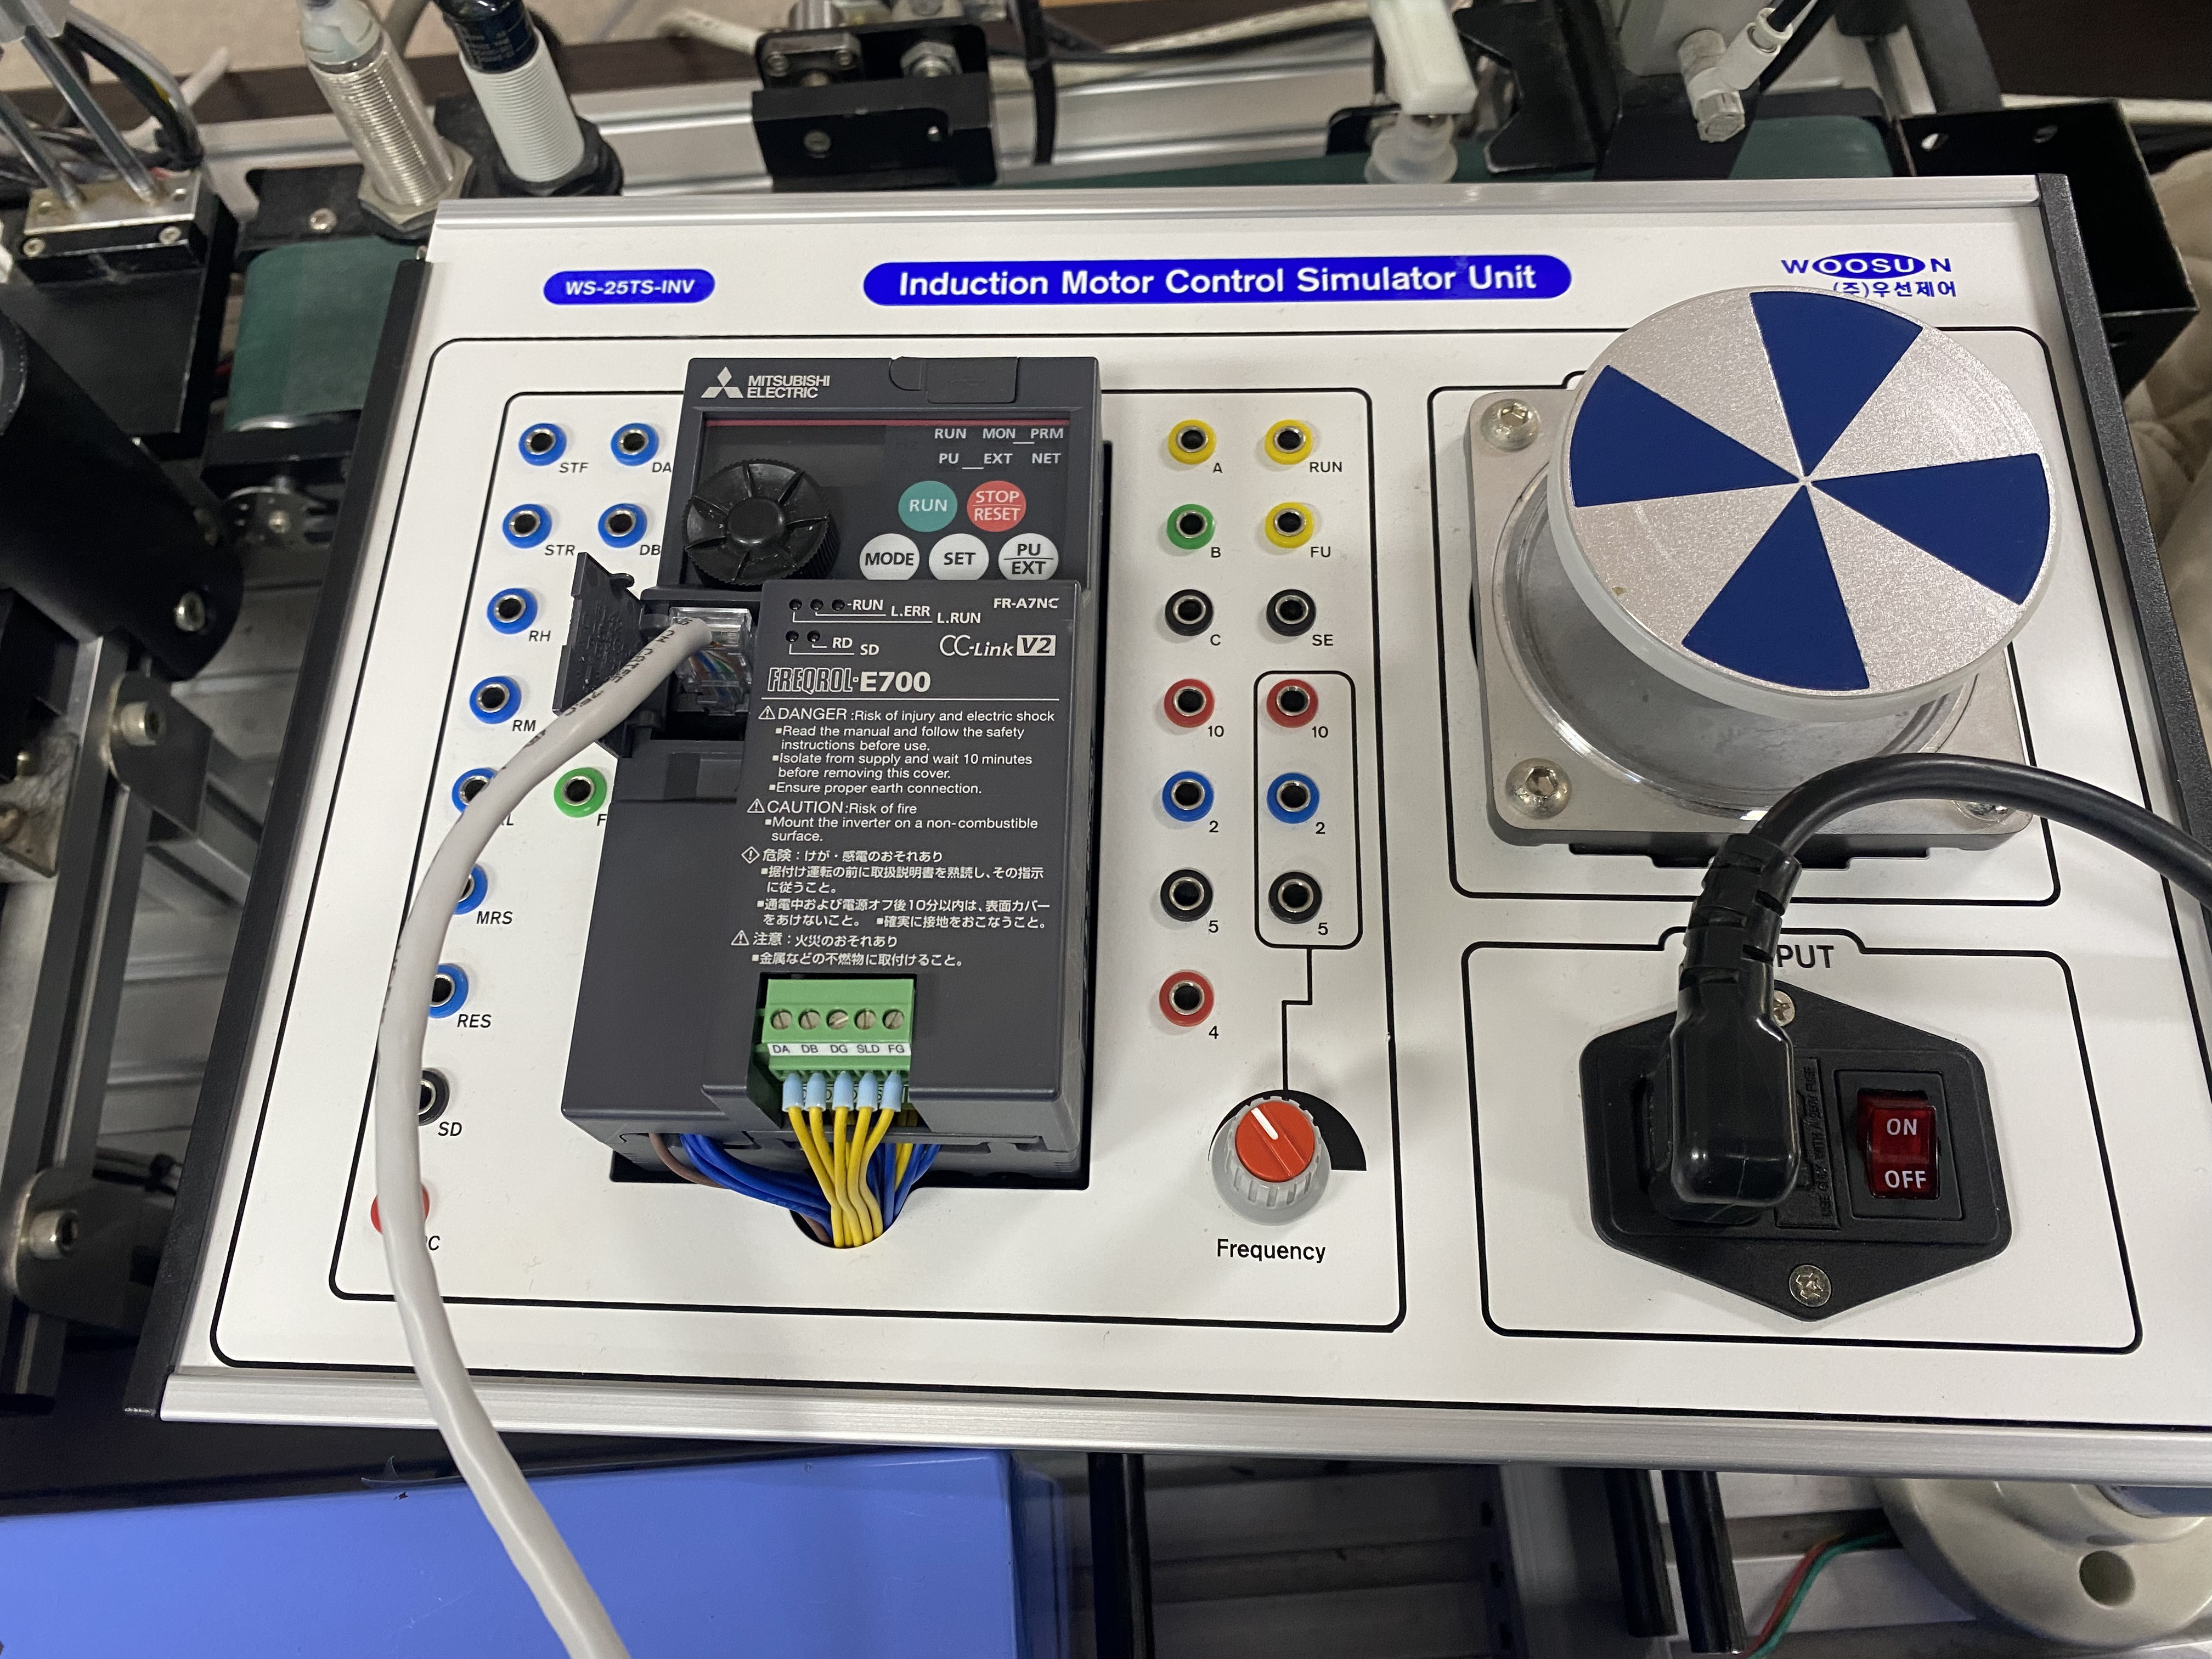 WS-25TS-INV
Induction Motor Control Simulator Unit
WOOSUN
(주)우선제어
MITSUBISHI
ELECTRIC
RUN MON PRM
PU EXT NET
RUN
STOP
RESET
MODE
SET
PU
EXT
STF
DA
STR
DB
RH
RM
MRS
RES
SD
RUN
L.ERR
L.RUN
FR-A7NC
RD
SD
CC-Link V2
FREQROL-E700
DANGER :Risk of injury and electric shock
■Read the manual and follow the safety
instructions before use.
■Isolate from supply and wait 10 minutes
before removing this cover.
■Ensure proper earth connection.
CAUTION :Risk of fire
■Mount the inverter on a non-combustible
surface.
危険：けが・感電のおそれあり
■据付け運転の前に取扱説明書を熟読し、その指示
に従うこと。
■通電中および電源オフ後10分以内は、表面カバー
をあけないこと。 ■確実に接地をおこなうこと。
注意：火災のおそれあり
■金属などの不燃物に取付けること。
DA DB DG SLD FG
A
RUN
B
FU
C
SE
10
10
2
2
5
5
4
Frequency
ON
OFF